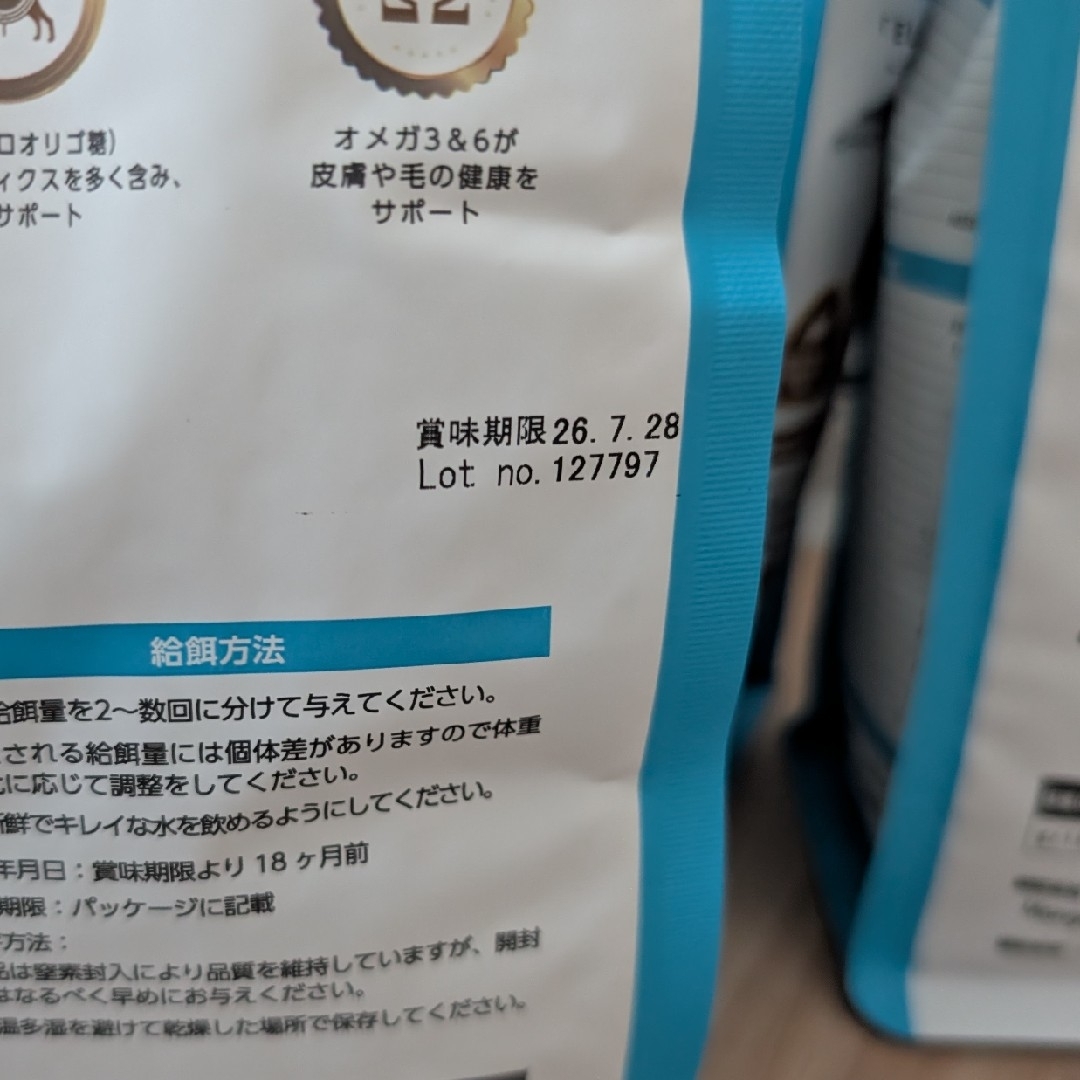 ロオリゴ糖)
ィクスを多く含み、
サポート
オメガ3&6が
皮膚や毛の健康を
サポート
賞味期限26.7.28
Lot no.127797
給餌方法
給餌量を2〜数回に分けて与えてください。
される給餌量には個体差がありますので体重
に応じて調整をしてください。
新鮮でキレイな水を飲めるようにしてください。
年月日：賞味期限より18ヶ月前
期限：パッケージに記載
方法：
品は窒素封入により品質を維持していますが、開封
はなるべく早めにお与えください。
温多湿を避けて乾燥した場所で保存してください。